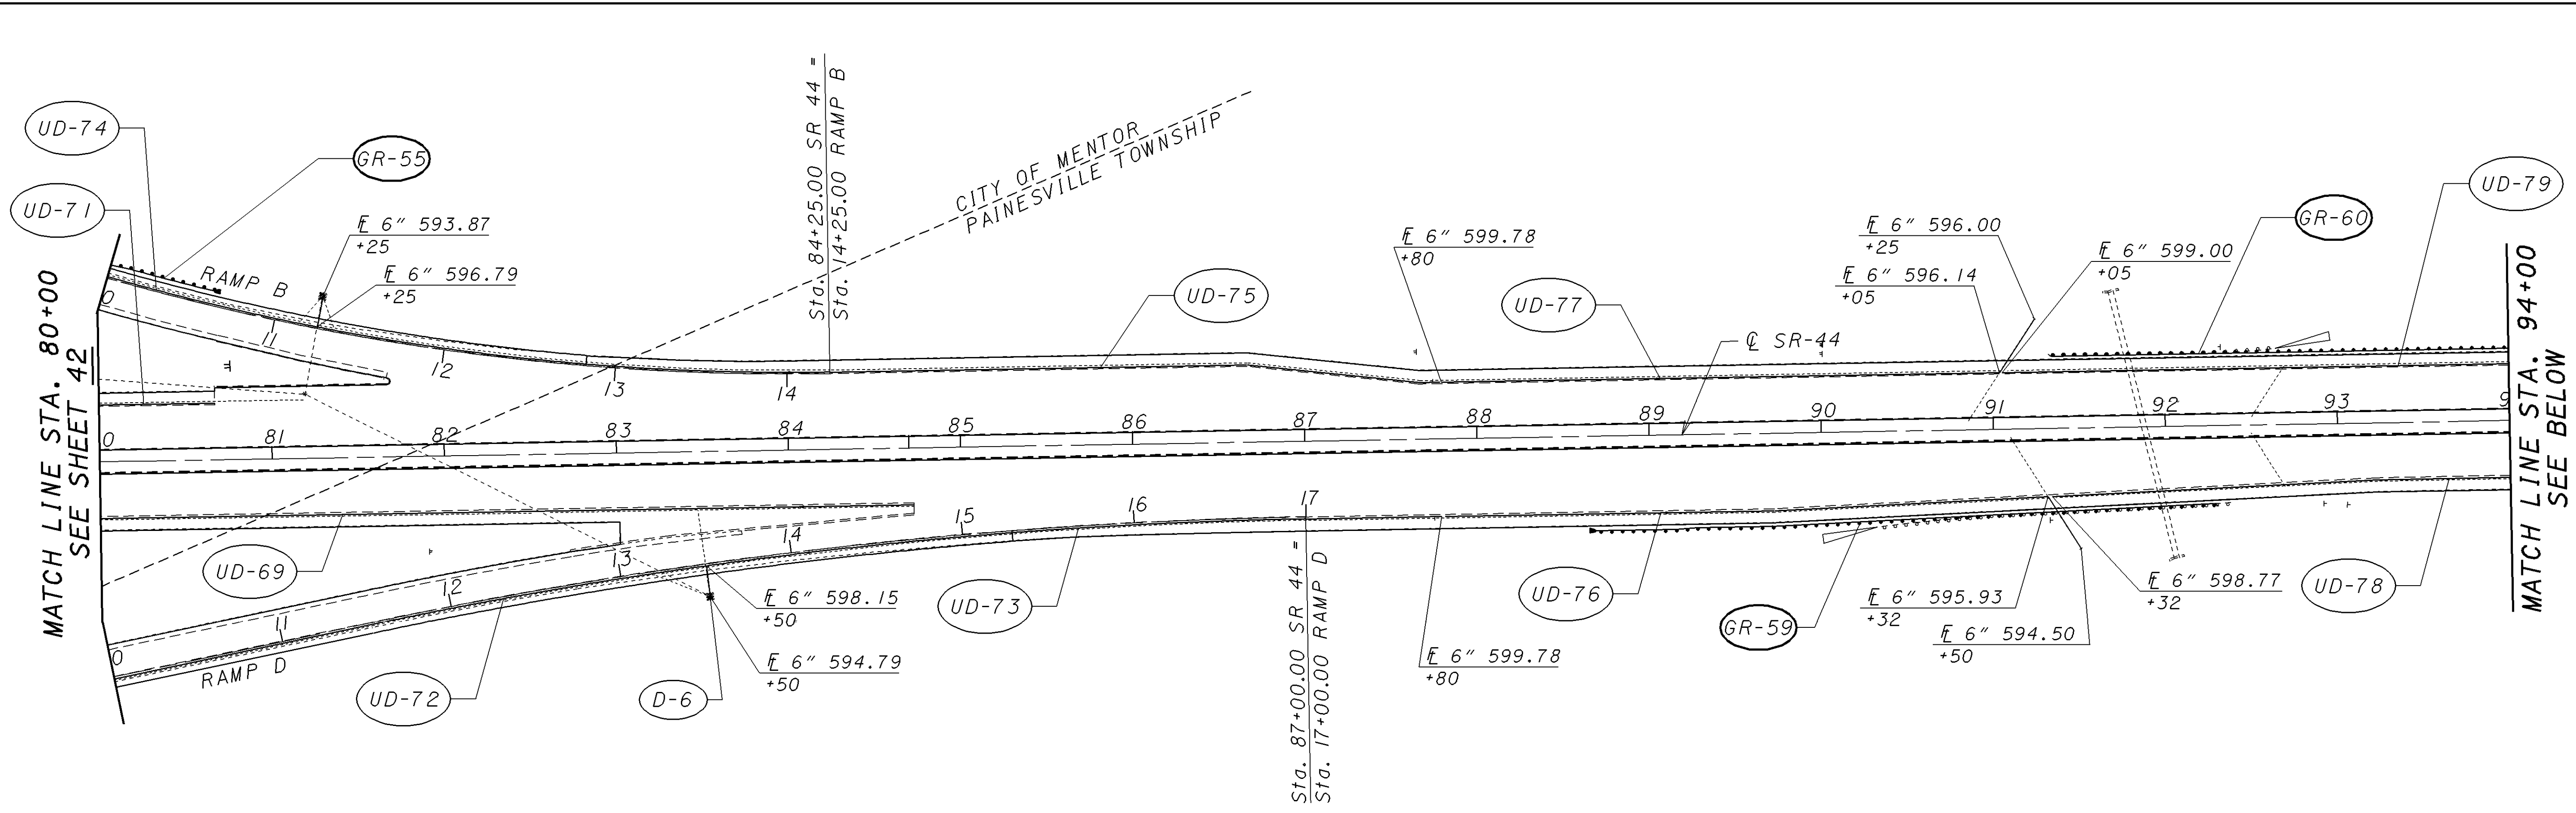 UD-74
UD-71
GR-55
℄ 6" 593.87
+25
℄ 6" 596.79
+25
RAMP B
MATCH LINE STA. 80+00
SEE SHEET 42
Sta. 84+25.00 SR 44 =
Sta. 14+25.00 RAMP B
CITY OF MENTOR
PAINESVILLE TOWNSHIP
UD-75
℄ 6" 599.78
+80
UD-77
℄ SR-44
℄ 6" 596.00
+25
℄ 6" 596.14
+05
℄ 6" 599.00
+05
GR-60
UD-79
MATCH LINE STA. 94+00
SEE BELOW
0
11
12
13
14
0
81
82
83
84
85
86
87
88
89
90
91
92
93
9
0
11
12
13
14
15
16
17
UD-69
RAMP D
UD-72
D-6
℄ 6" 598.15
+50
℄ 6" 594.79
+50
UD-73
Sta. 87+00.00 SR 44 =
Sta. 17+00.00 RAMP D
℄ 6" 599.78
+80
UD-76
GR-59
℄ 6" 595.93
+32
℄ 6" 594.50
+50
℄ 6" 598.77
+32
UD-78